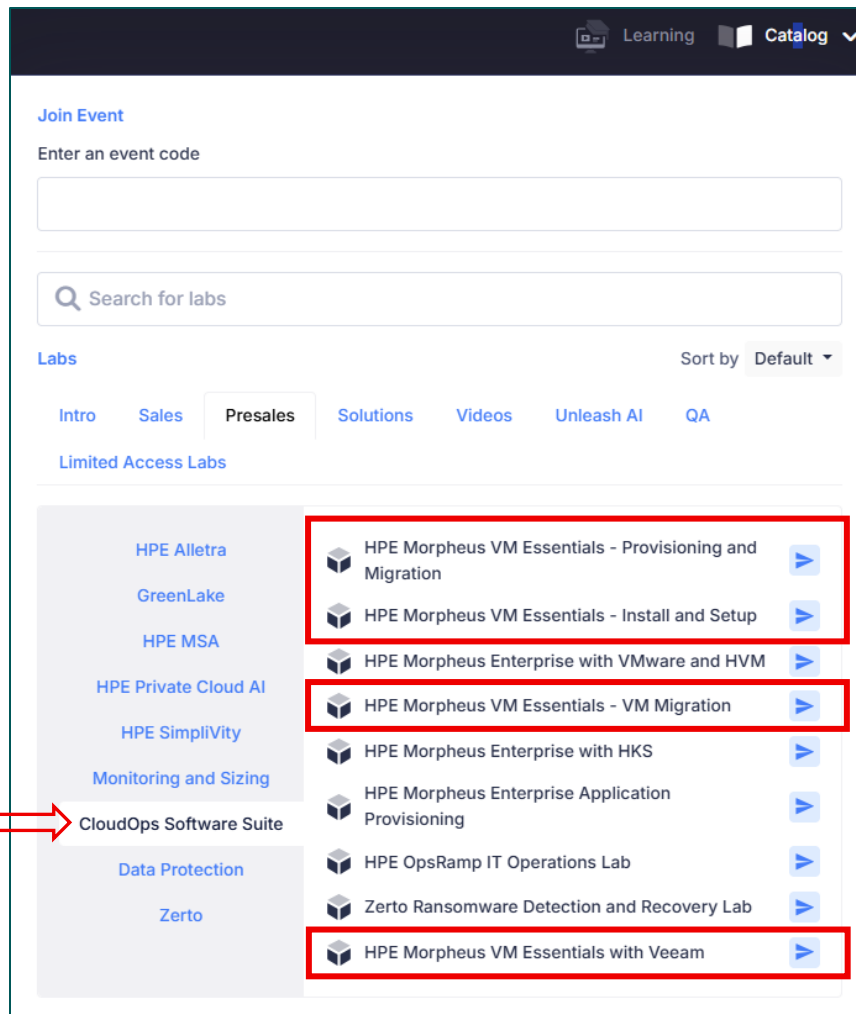 Learning
Catalog
Join Event
Enter an event code
Search for labs
Labs
Sort by Default
Intro Sales Presales Solutions Videos Unleash AI QA
Limited Access Labs
HPE Alletra
GreenLake
HPE MSA
HPE Private Cloud AI
HPE SimpliVity
Monitoring and Sizing
CloudOps Software Suite
Data Protection
Zerto
HPE Morpheus VM Essentials - Provisioning and
Migration
HPE Morpheus VM Essentials - Install and Setup
HPE Morpheus Enterprise with VMware and HVM
HPE Morpheus VM Essentials - VM Migration
HPE Morpheus Enterprise with HKS
HPE Morpheus Enterprise Application
Provisioning
HPE OpsRamp IT Operations Lab
Zerto Ransomware Detection and Recovery Lab
HPE Morpheus VM Essentials with Veeam